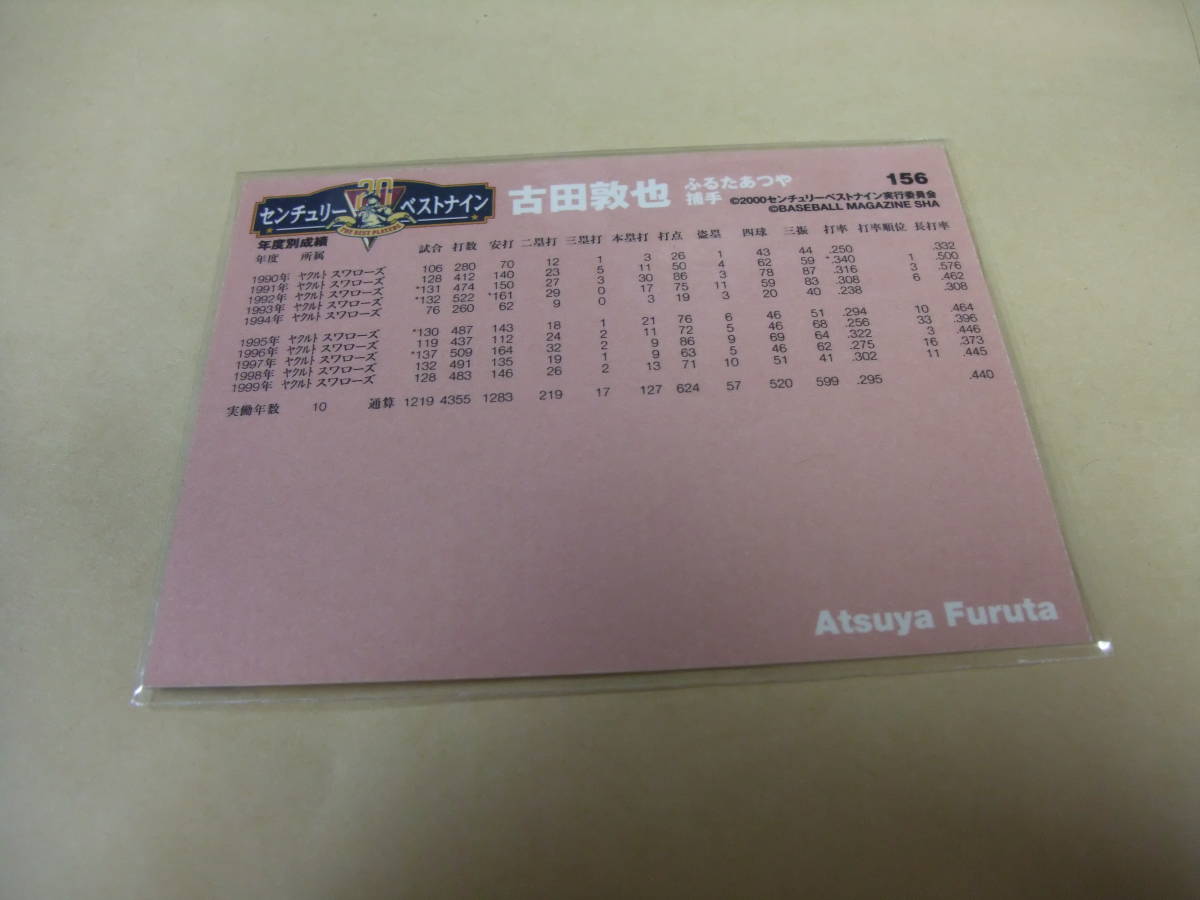 20
センチュリー ベストナイン
THE BEST PLAYERS
古田敦也 ふるたあつや 捕手
156
©2000センチュリーベストナイン実行委員会
©BASEBALL MAGAZINE SHA
年度別成績
年度 所属 試合 打数 安打 二塁打 三塁打 本塁打 打点 盗塁 四球 三振 打率 打率順位 長打率
1990年 ヤクルト スワローズ 106 280 70 12 1 3 26 1 43 44 .250 .332
1991年 ヤクルト スワローズ 128 412 140 23 5 11 50 4 62 59 *.340 1 .500
1992年 ヤクルト スワローズ *131 474 150 27 3 30 86 3 78 87 .316 3 .576
1993年 ヤクルト スワローズ *132 522 *161 29 0 17 75 11 59 83 .308 6 .462
1994年 ヤクルト スワローズ 76 260 62 9 0 3 19 3 20 40 .238 .308
1995年 ヤクルト スワローズ *130 487 143 18 1 21 76 6 46 51 .294 10 .464
1996年 ヤクルト スワローズ 119 437 112 24 2 11 72 5 46 68 .256 33 .396
1997年 ヤクルト スワローズ *137 509 164 32 2 9 86 9 69 64 .322 3 .446
1998年 ヤクルト スワローズ 132 491 135 19 1 9 63 5 46 62 .275 16 .373
1999年 ヤクルト スワローズ 128 483 146 26 2 13 71 10 51 41 .302 11 .445
実働年数 10 通算 1219 4355 1283 219 17 127 624 57 520 599 .295 .440
Atsuya Furuta